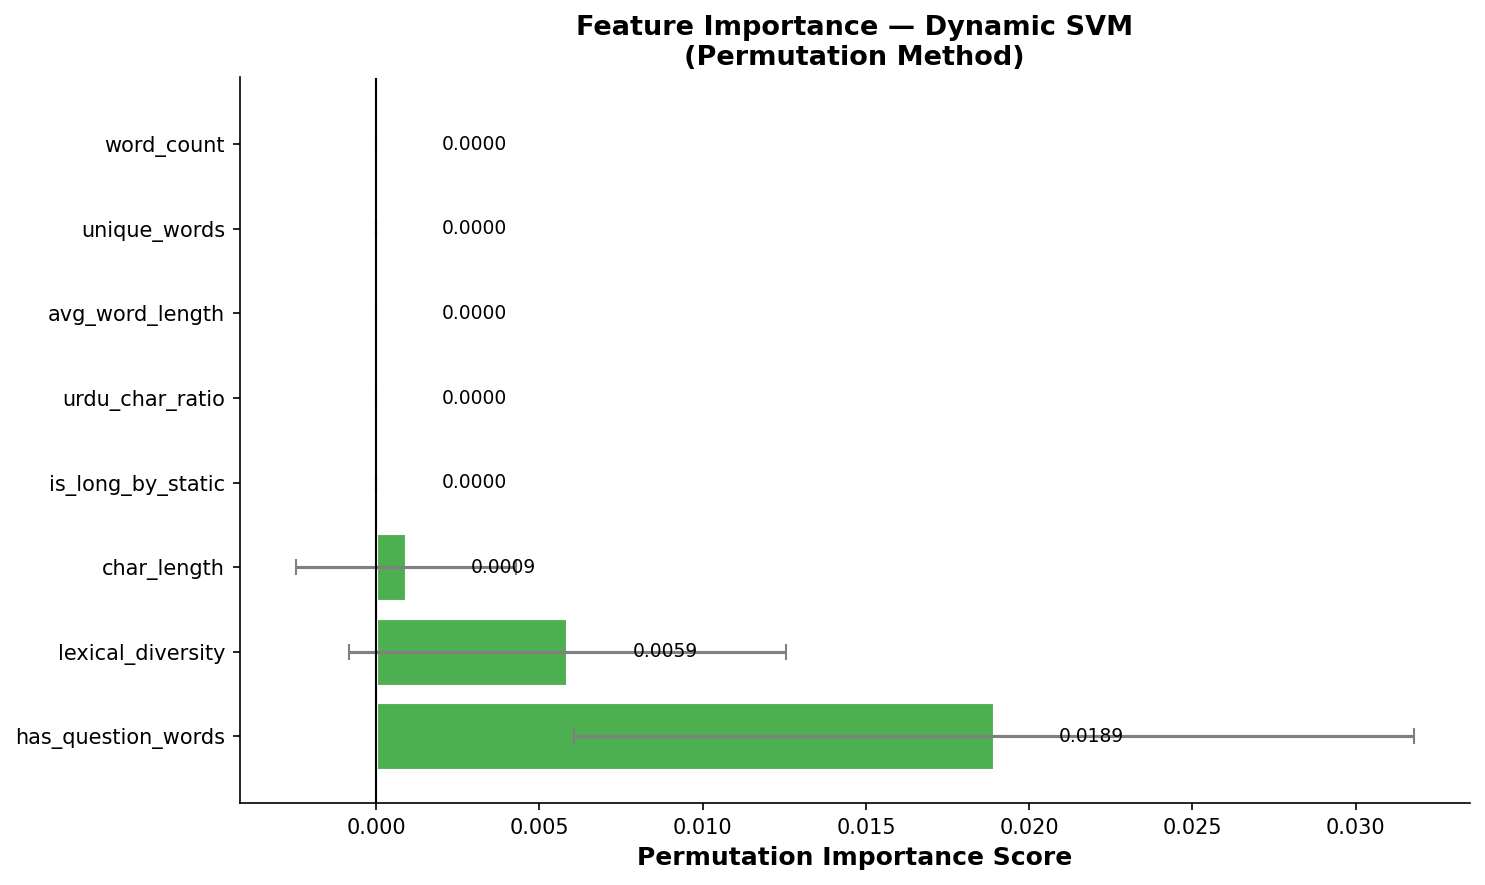 Feature Importance — Dynamic SVM
(Permutation Method)
word_count 0.0000
unique_words 0.0000
avg_word_length 0.0000
urdu_char_ratio 0.0000
is_long_by_static 0.0000
char_length 0.0009
lexical_diversity 0.0059
has_question_words 0.0189
0.000 0.005 0.010 0.015 0.020 0.025 0.030
Permutation Importance Score